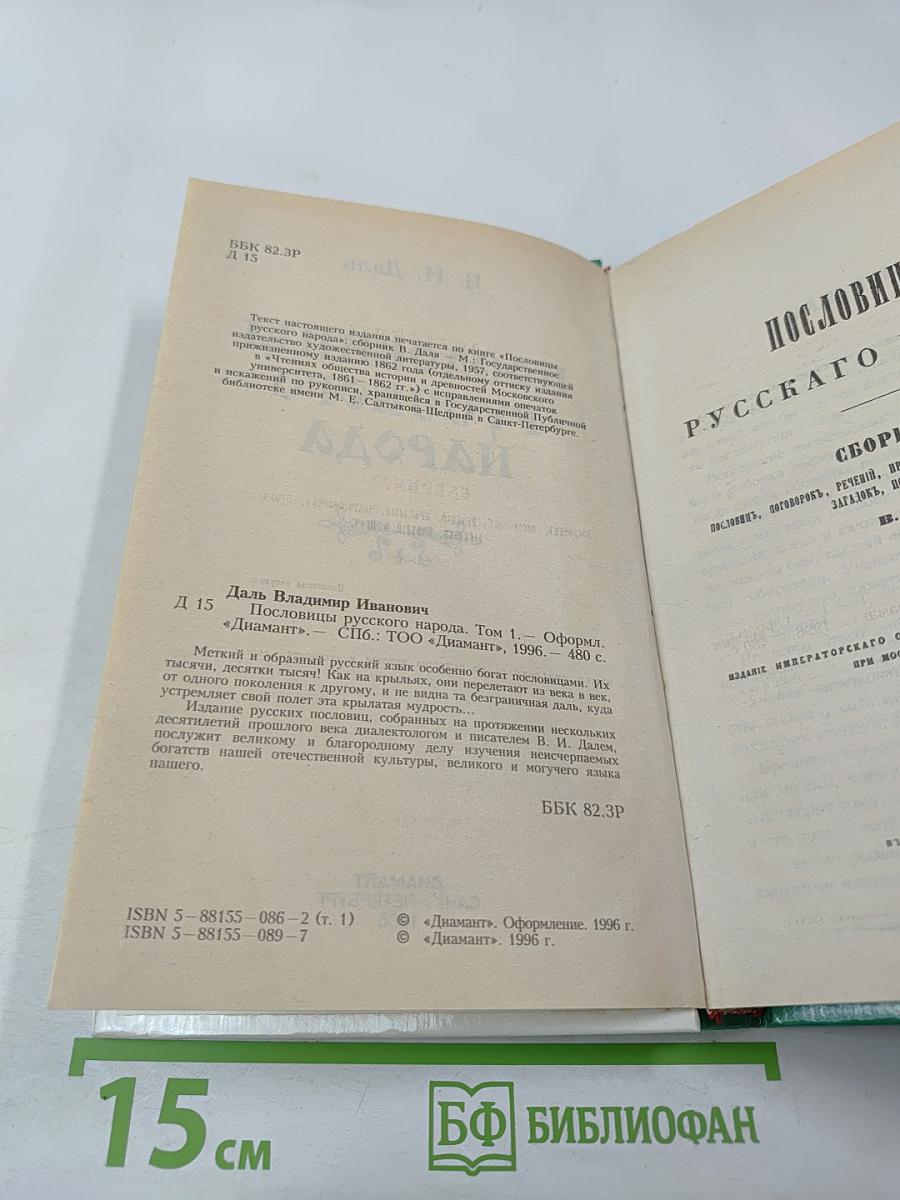 ББК 82.3Р
Д 15
Текст настоящего издания печатается по книге «Пословицы
русского народа»: сборник В. Даля — М.: Государственное
издательство художественной литературы, 1957, соответствующей
прижизненному изданию 1862 года (отдельному оттиску издания
в «Чтениях общества истории и древностей Московского
университета, 1861—1862 гг.») с исправлениями опечаток
и искажений по рукописи, хранящейся в Государственной Публичной
библиотеке имени М. Е. Салтыкова-Щедрина в Санкт-Петербурге.
Даль Владимир Иванович
Д 15 Пословицы русского народа. Том 1.— Оформл.
«Диамант».— СПб.: ТОО «Диамант», 1996.— 480 с.
Меткий и образный русский язык особенно богат пословицами. Их
тысячи, десятки тысяч! Как на крыльях, они перелетают из века в век,
от одного поколения к другому, и не видна та безграничная даль, куда
устремляет свой полет эта крылатая мудрость...
Издание русских пословиц, собранных на протяжении нескольких
десятилетий прошлого века диалектологом и писателем В. И. Далем,
послужит великому и благородному делу изучения неисчерпаемых
богатств нашей отечественной культуры, великого и могучего языка
нашего.
ББК 82.3Р
ISBN 5—88155—086—2 (т. 1)
ISBN 5—88155—089—7
© «Диамант». Оформление. 1996 г.
© «Диамант». 1996 г.
ПОСЛОВИЦ
РУССКАГО
СБОРН
ПОСЛОВИЦЪ, ПОГОВОРОКЪ, РЕЧЕНІЙ, ПР
ЗАГАДОКЪ, ПО
В.
ИЗДАНІЕ ИМПЕРАТОРСКАГО О
ПРИ МОС
15 см
БФ БИБЛИОФАН